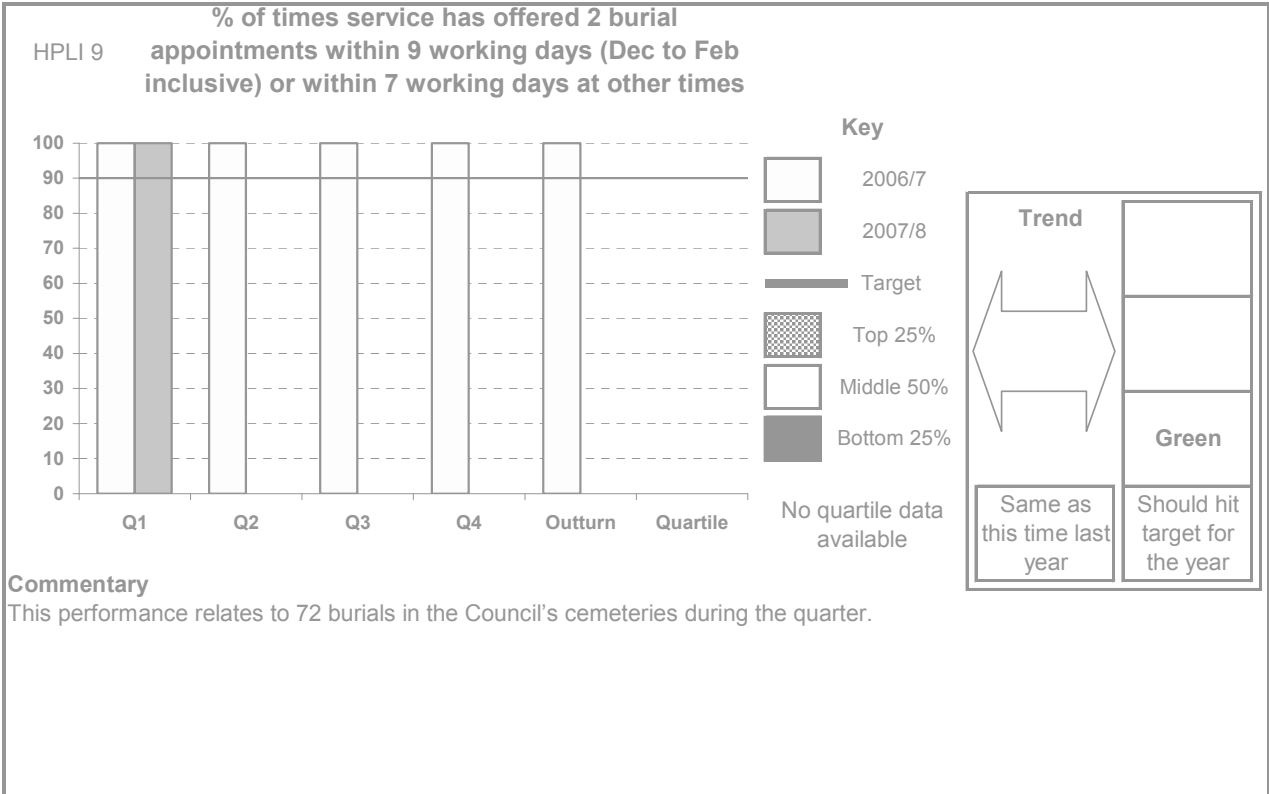 HPLI 9
% of times service has offered 2 burial
appointments within 9 working days (Dec to Feb
inclusive) or within 7 working days at other times
100
90
80
70
60
50
40
30
20
10
0
Q1
Q2
Q3
Q4
Outturn
Quartile
Key
2006/7
2007/8
Target
Top 25%
Middle 50%
Bottom 25%
No quartile data
available
Trend
Green
Same as
this time last
year
Should hit
target for
the year
Commentary
This performance relates to 72 burials in the Council's cemeteries during the quarter.